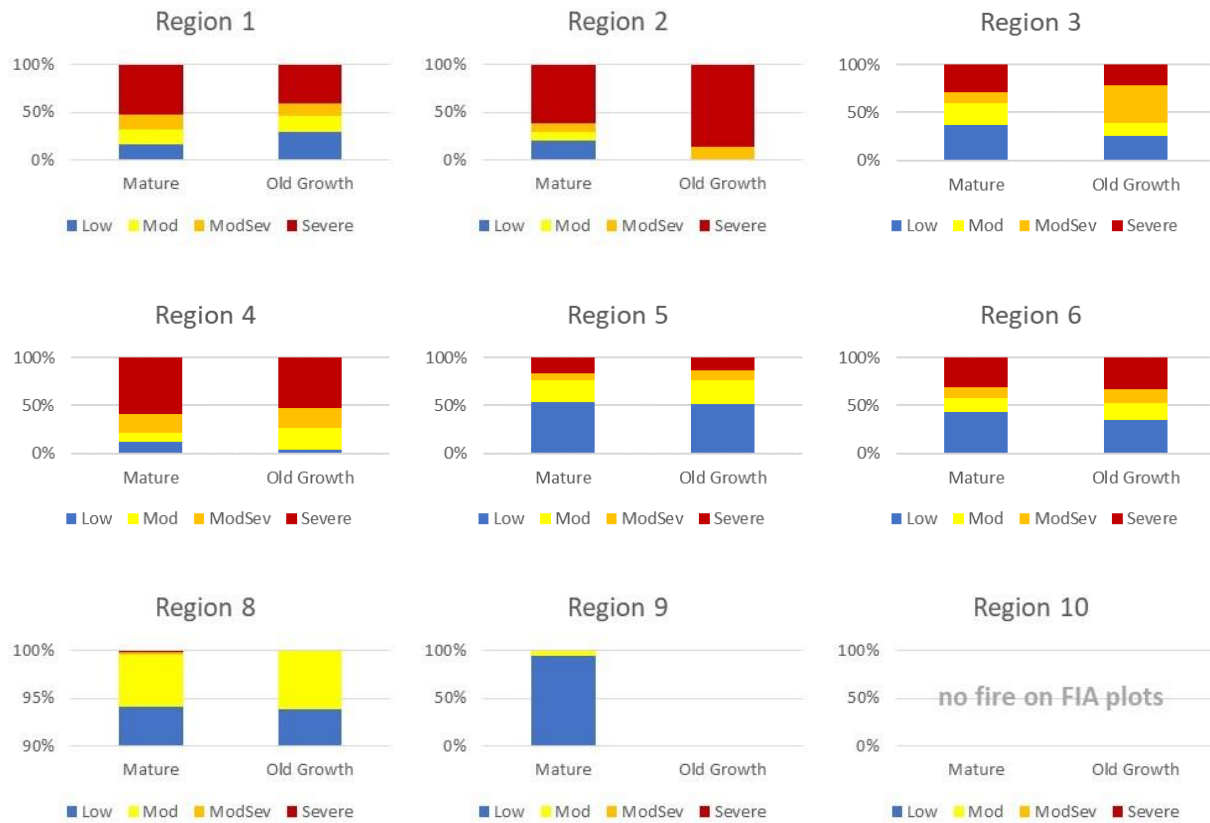 Region 1
100%
50%
0%
Mature Old Growth
Low Mod ModSev Severe
Region 2
100%
50%
0%
Mature Old Growth
Low Mod ModSev Severe
Region 3
100%
50%
0%
Mature Old Growth
Low Mod ModSev Severe
Region 4
100%
50%
0%
Mature Old Growth
Low Mod ModSev Severe
Region 5
100%
50%
0%
Mature Old Growth
Low Mod ModSev Severe
Region 6
100%
50%
0%
Mature Old Growth
Low Mod ModSev Severe
Region 8
100%
95%
90%
Mature Old Growth
Low Mod ModSev Severe
Region 9
100%
50%
0%
Mature Old Growth
Low Mod ModSev Severe
Region 10
100%
50% no fire on FIA plots
0%
Mature Old Growth
Low Mod ModSev Severe